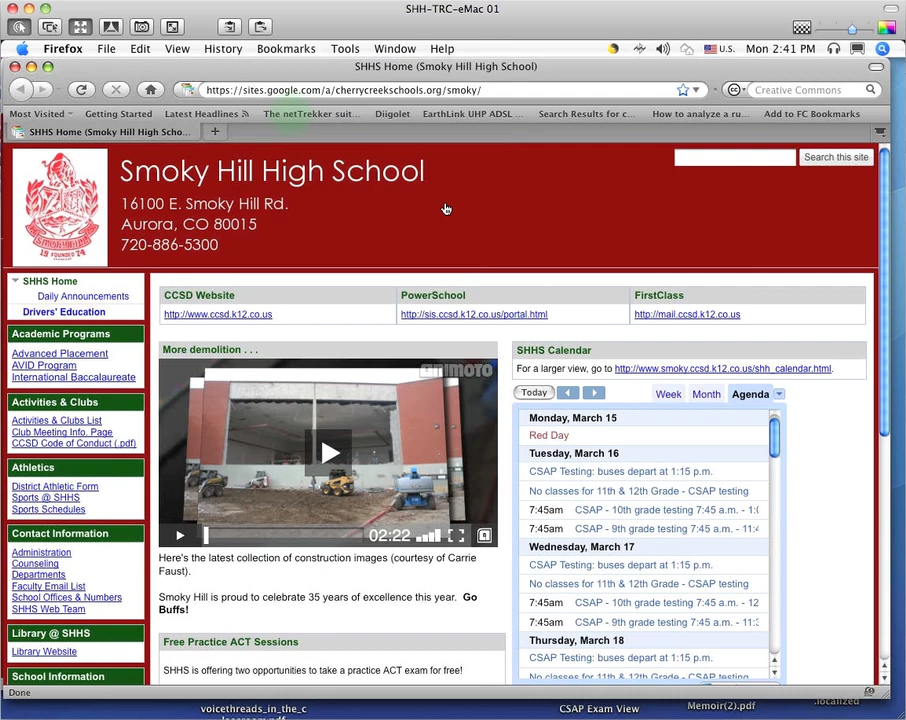 SHH-TRC-eMac 01
Firefox File Edit View History Bookmarks Tools Window Help
U.S. Mon 2:41 PM
SHHS Home (Smoky Hill High School)
https://sites.google.com/a/cherrycreekschools.org/smoky/
Creative Commons
Most Visited Getting Started Latest Headlines The netTrekker suit... Diigolet EarthLink UHP ADSL ... Search Results for c... How to analyze a ru... Add to FC Bookmarks
SHHS Home (Smoky Hill High Scho...
Smoky Hill High School
16100 E. Smoky Hill Rd.
Aurora, CO 80015
720-886-5300
Search this site
SHHS Home
Daily Announcements
Drivers' Education
Academic Programs
Advanced Placement
AVID Program
International Baccalaureate
Activities & Clubs
Activities & Clubs List
Club Meeting Info. Page
CCSD Code of Conduct (.pdf)
Athletics
District Athletic Form
Sports @ SHHS
Sports Schedules
Contact Information
Administration
Counseling
Departments
Faculty Email List
School Offices & Numbers
SHHS Web Team
Library @ SHHS
Library Website
School Information
CCSD Website PowerSchool FirstClass
http://www.ccsd.k12.co.us http://sis.ccsd.k12.co.us/portal.html http://mail.ccsd.k12.co.us
More demolition . . .
animoto
02:22
Here's the latest collection of construction images (courtesy of Carrie
Faust).
Smoky Hill is proud to celebrate 35 years of excellence this year. Go
Buffs!
Free Practice ACT Sessions
SHHS is offering two opportunities to take a practice ACT exam for free!
SHHS Calendar
For a larger view, go to http://www.smoky.ccsd.k12.co.us/shh_calendar.html.
Today Week Month Agenda
Monday, March 15
Red Day
Tuesday, March 16
CSAP Testing: buses depart at 1:15 p.m.
No classes for 11th & 12th Grade - CSAP testing
7:45am CSAP - 10th grade testing 7:45 a.m. - 1:0
7:45am CSAP - 9th grade testing 7:45 a.m. - 11:4
Wednesday, March 17
CSAP Testing: buses depart at 1:15 p.m.
No classes for 11th & 12th Grade - CSAP testing
7:45am CSAP - 10th grade testing 7:45 a.m. - 12
7:45am CSAP - 9th grade testing 7:45 a.m. - 11:3
Thursday, March 18
CSAP Testing: buses depart at 1:15 p.m.
No classes for 11th & 12th Grade - CSAP testing
Done
voicethreads_in_the_c
CSAP Exam View
Memoir(2).pdf